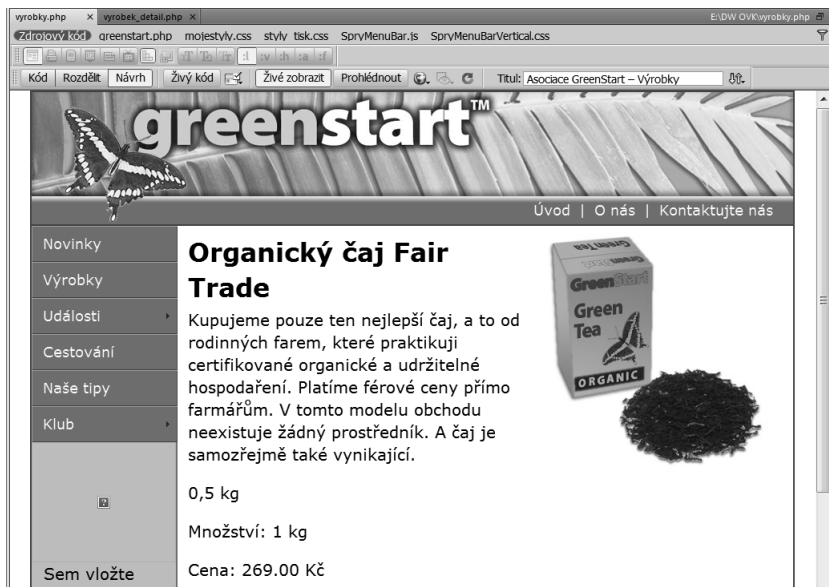 vyrobky.php × vyrobek_detail.php × E:\DW OVK\vyrobky.php
Zdrojový kód greenstart.php mojestyly.css styly tisk.css SpryMenuBar.js SpryMenuBarVertical.css
:l :v :h :a :f
Kód Rozdělit Návrh Živý kód Živé zobrazit Prohlédnout Titul: Asociace GreenStart – Výrobky
greenstart™
Úvod | O nás | Kontaktujte nás
Novinky
Výrobky
Události
Cestování
Naše tipy
Klub
Sem vložte
Organický čaj Fair
Trade
Kupujeme pouze ten nejlepší čaj, a to od
rodinných farem, které praktikuji
certifikované organické a udržitelné
hospodaření. Platíme férové ceny přímo
farmářům. V tomto modelu obchodu
neexistuje žádný prostředník. A čaj je
samozřejmě také vynikající.
0,5 kg
Množství: 1 kg
Cena: 269.00 Kč
GreenStart
Green
Tea
ORGANIC